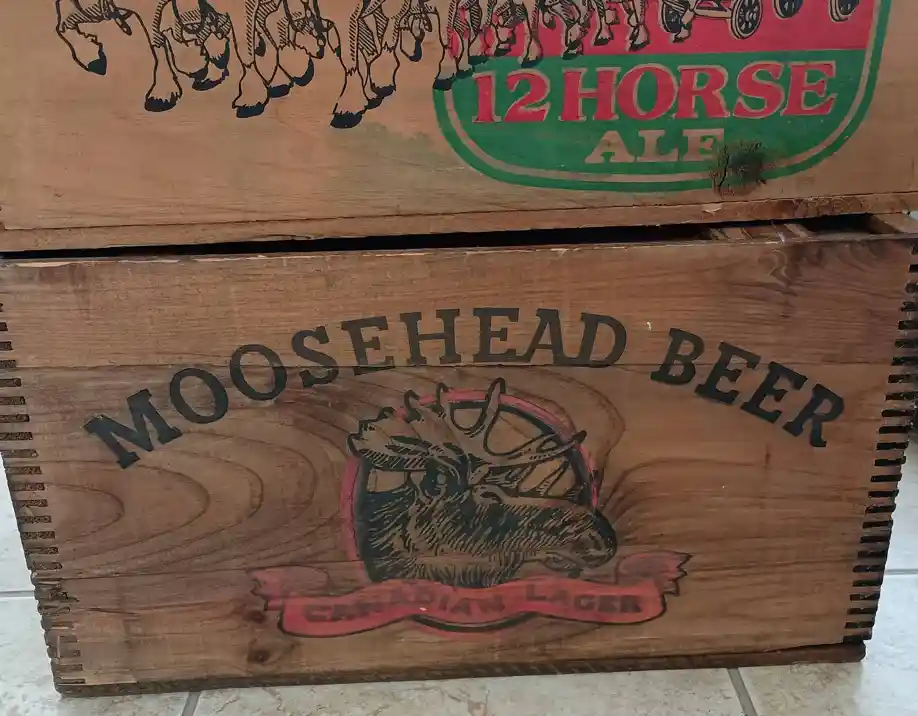 12 HORSE
ALE
MOOSEHEAD BEER
CANADIAN LAGER